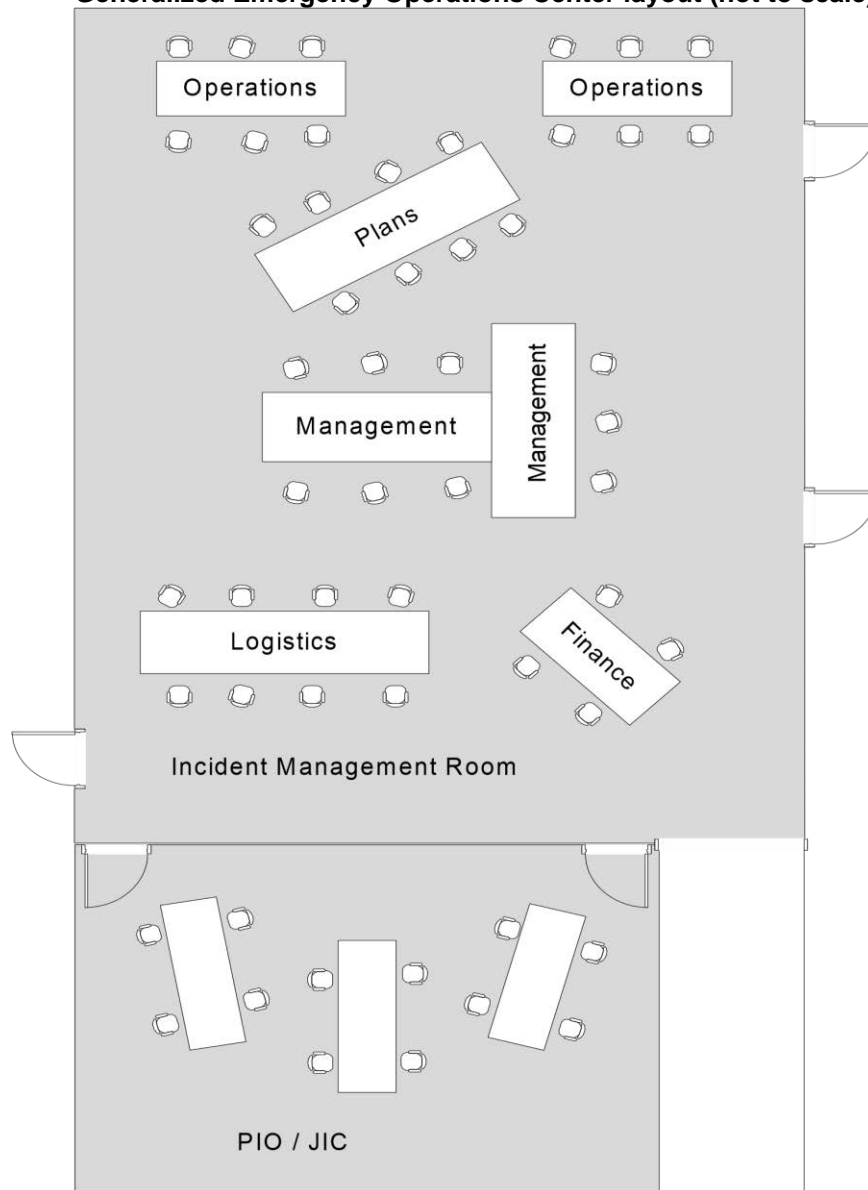 Generalized Emergency Operations Center layout (not to scale)
Operations
Operations
Plans
Management
Management
Logistics
Finance
Incident Management Room
PIO / JIC